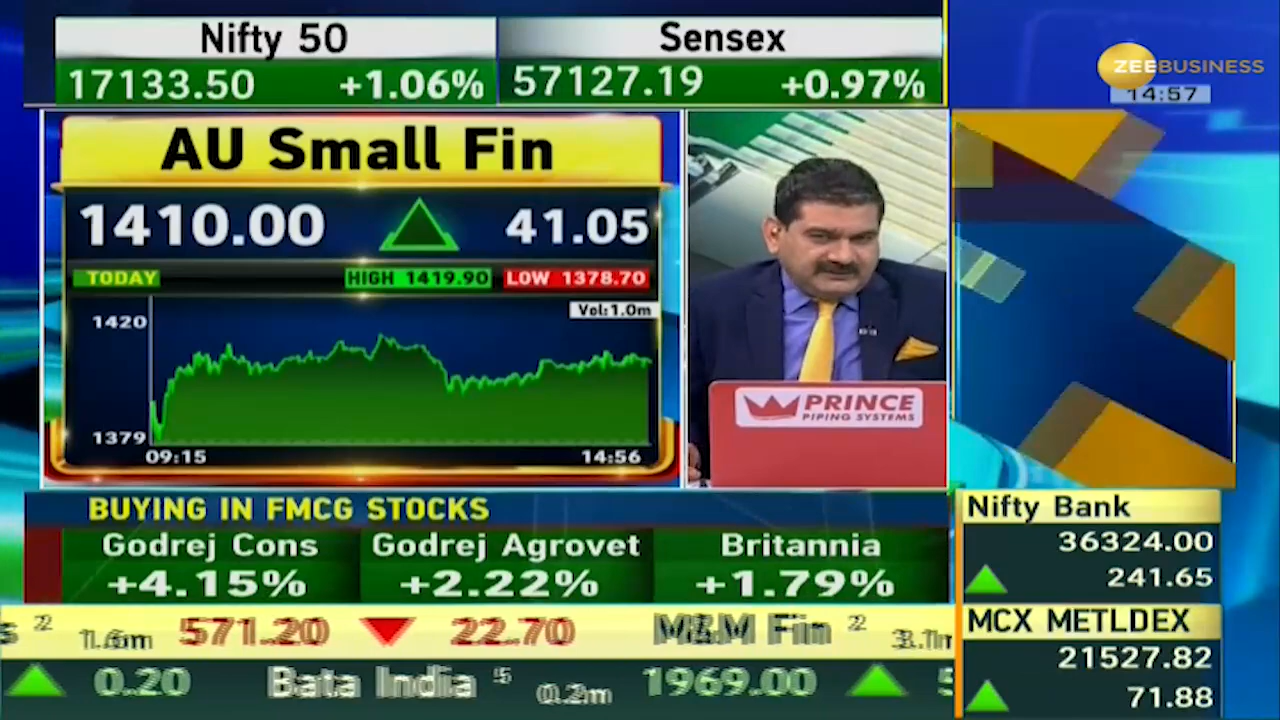 Nifty 50
17133.50 +1.06%
Sensex
57127.19 +0.97%
ZEEBUSINESS
14:57
AU Small Fin
1410.00 41.05
TODAY HIGH 1419.90 LOW 1378.70
Vol:1.0m
1420
1379
09:15 14:56
PRINCE
PIPING SYSTEMS
BUYING IN FMCG STOCKS
Godrej Cons
+4.15%
Godrej Agrovet
+2.22%
Britannia
+1.79%
Nifty Bank
36324.00
241.65
MCX METLDEX
21527.82
71.88
571.20 22.70 M&M Fin 2
0.20 Bata India 5 0.2m 1969.00